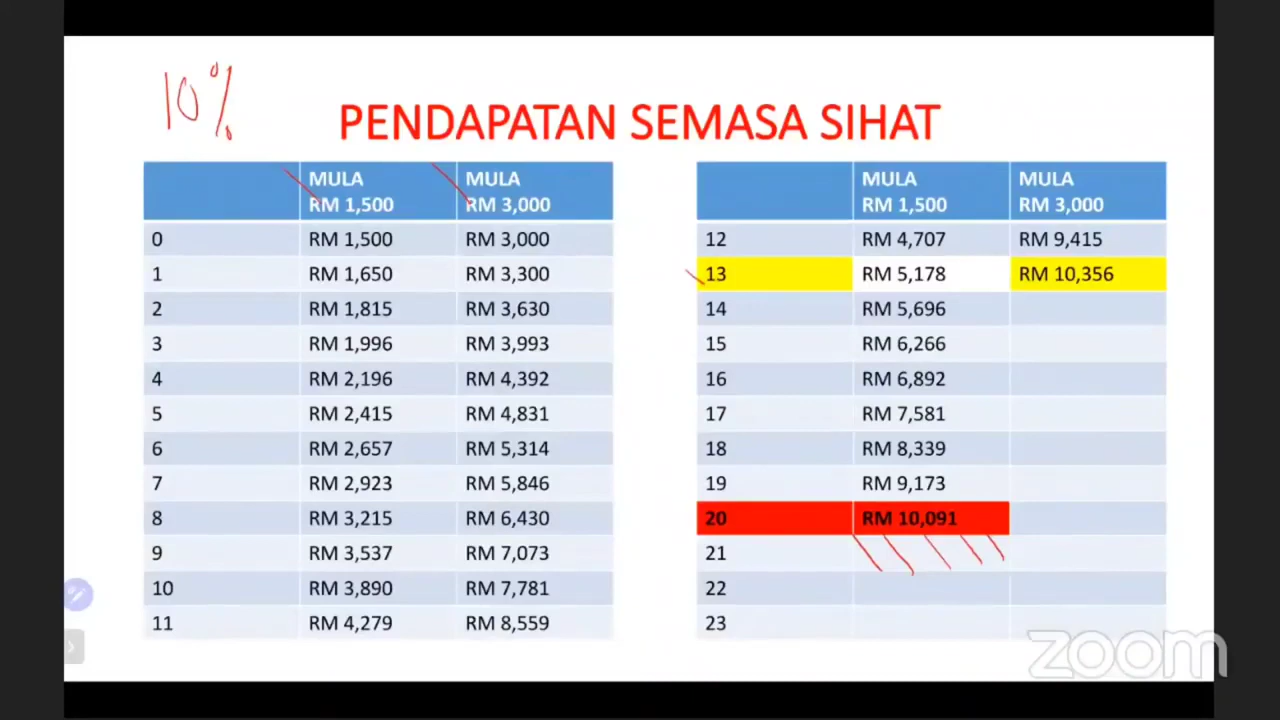 10%
PENDAPATAN SEMASA SIHAT
MULA RM 1,500 MULA RM 3,000
0 RM 1,500 RM 3,000
1 RM 1,650 RM 3,300
2 RM 1,815 RM 3,630
3 RM 1,996 RM 3,993
4 RM 2,196 RM 4,392
5 RM 2,415 RM 4,831
6 RM 2,657 RM 5,314
7 RM 2,923 RM 5,846
8 RM 3,215 RM 6,430
9 RM 3,537 RM 7,073
10 RM 3,890 RM 7,781
11 RM 4,279 RM 8,559
MULA RM 1,500 MULA RM 3,000
12 RM 4,707 RM 9,415
13 RM 5,178 RM 10,356
14 RM 5,696
15 RM 6,266
16 RM 6,892
17 RM 7,581
18 RM 8,339
19 RM 9,173
20 RM 10,091
21
22
23
zoom